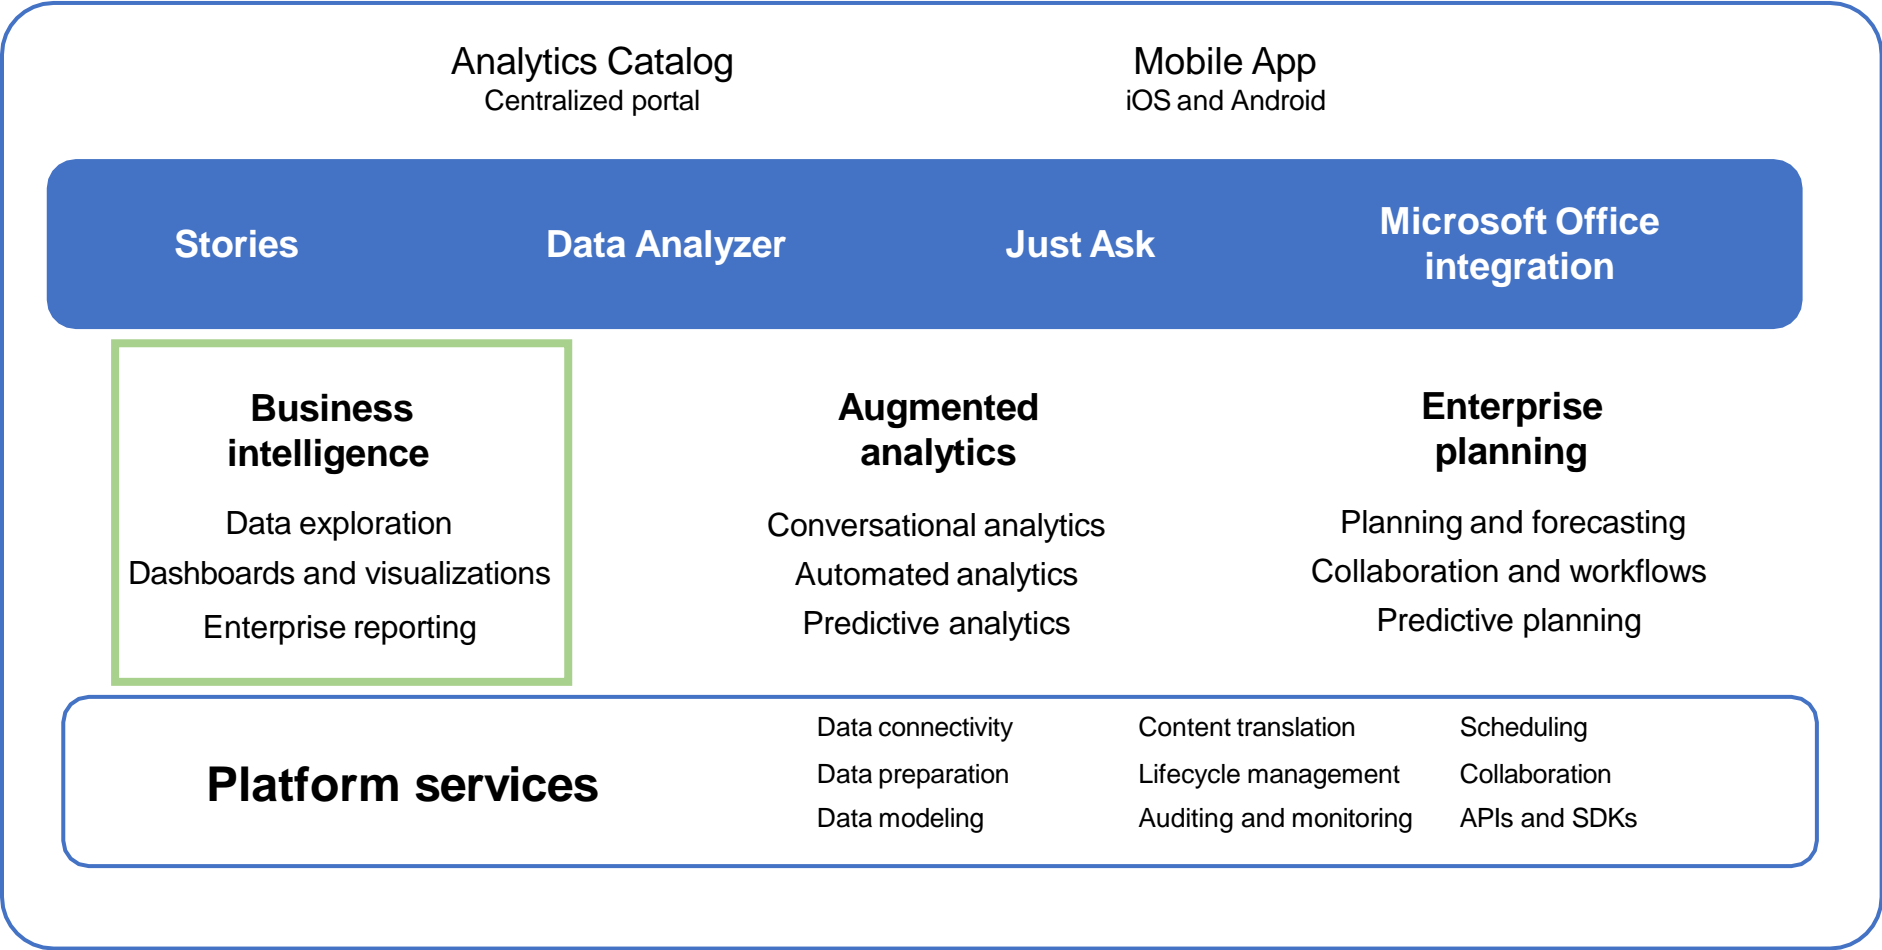 Analytics Catalog
Centralized portal
Mobile App
iOS and Android
Stories
Data Analyzer
Just Ask
Microsoft Office
integration
Business
intelligence
Data exploration
Dashboards and visualizations
Enterprise reporting
Augmented
analytics
Conversational analytics
Automated analytics
Predictive analytics
Enterprise
planning
Planning and forecasting
Collaboration and workflows
Predictive planning
Platform services
Data connectivity
Data preparation
Data modeling
Content translation
Lifecycle management
Auditing and monitoring
Scheduling
Collaboration
APIs and SDKs